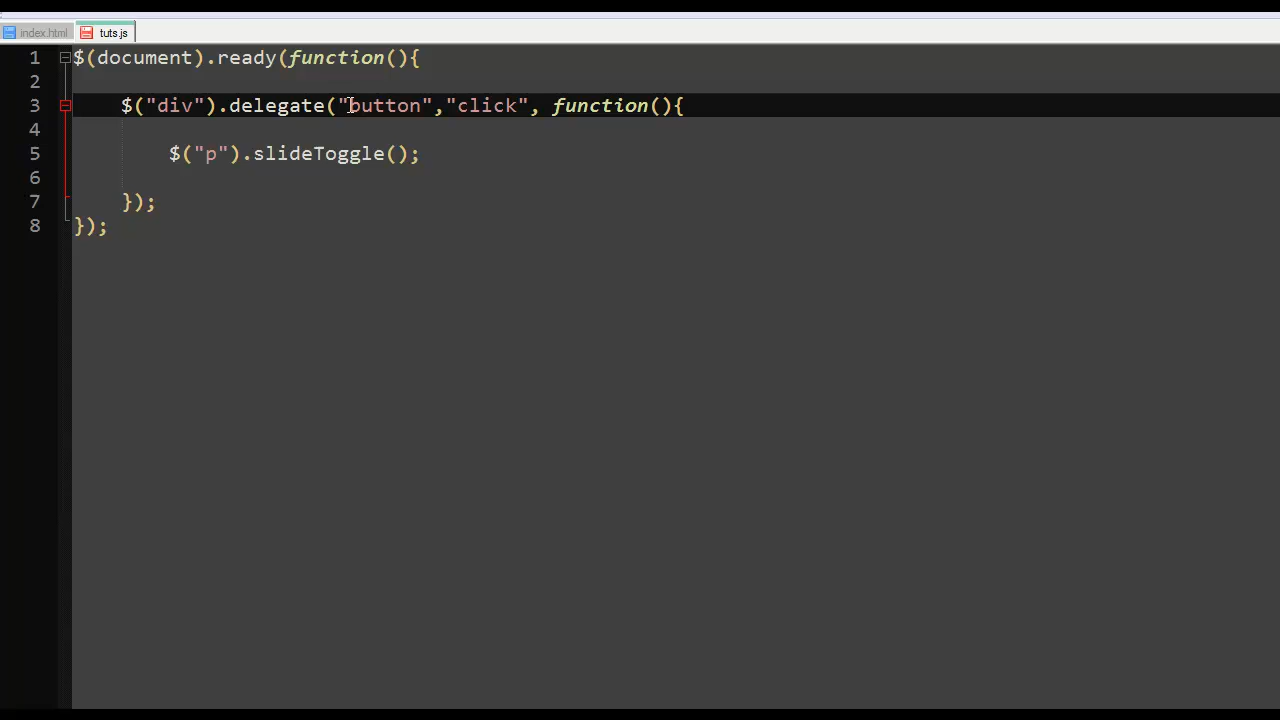 index.html tuts.js
1 $(document).ready(function(){
2
3 $("div").delegate("button","click", function(){
4
5 $("p").slideToggle();
6
7 });
8 });